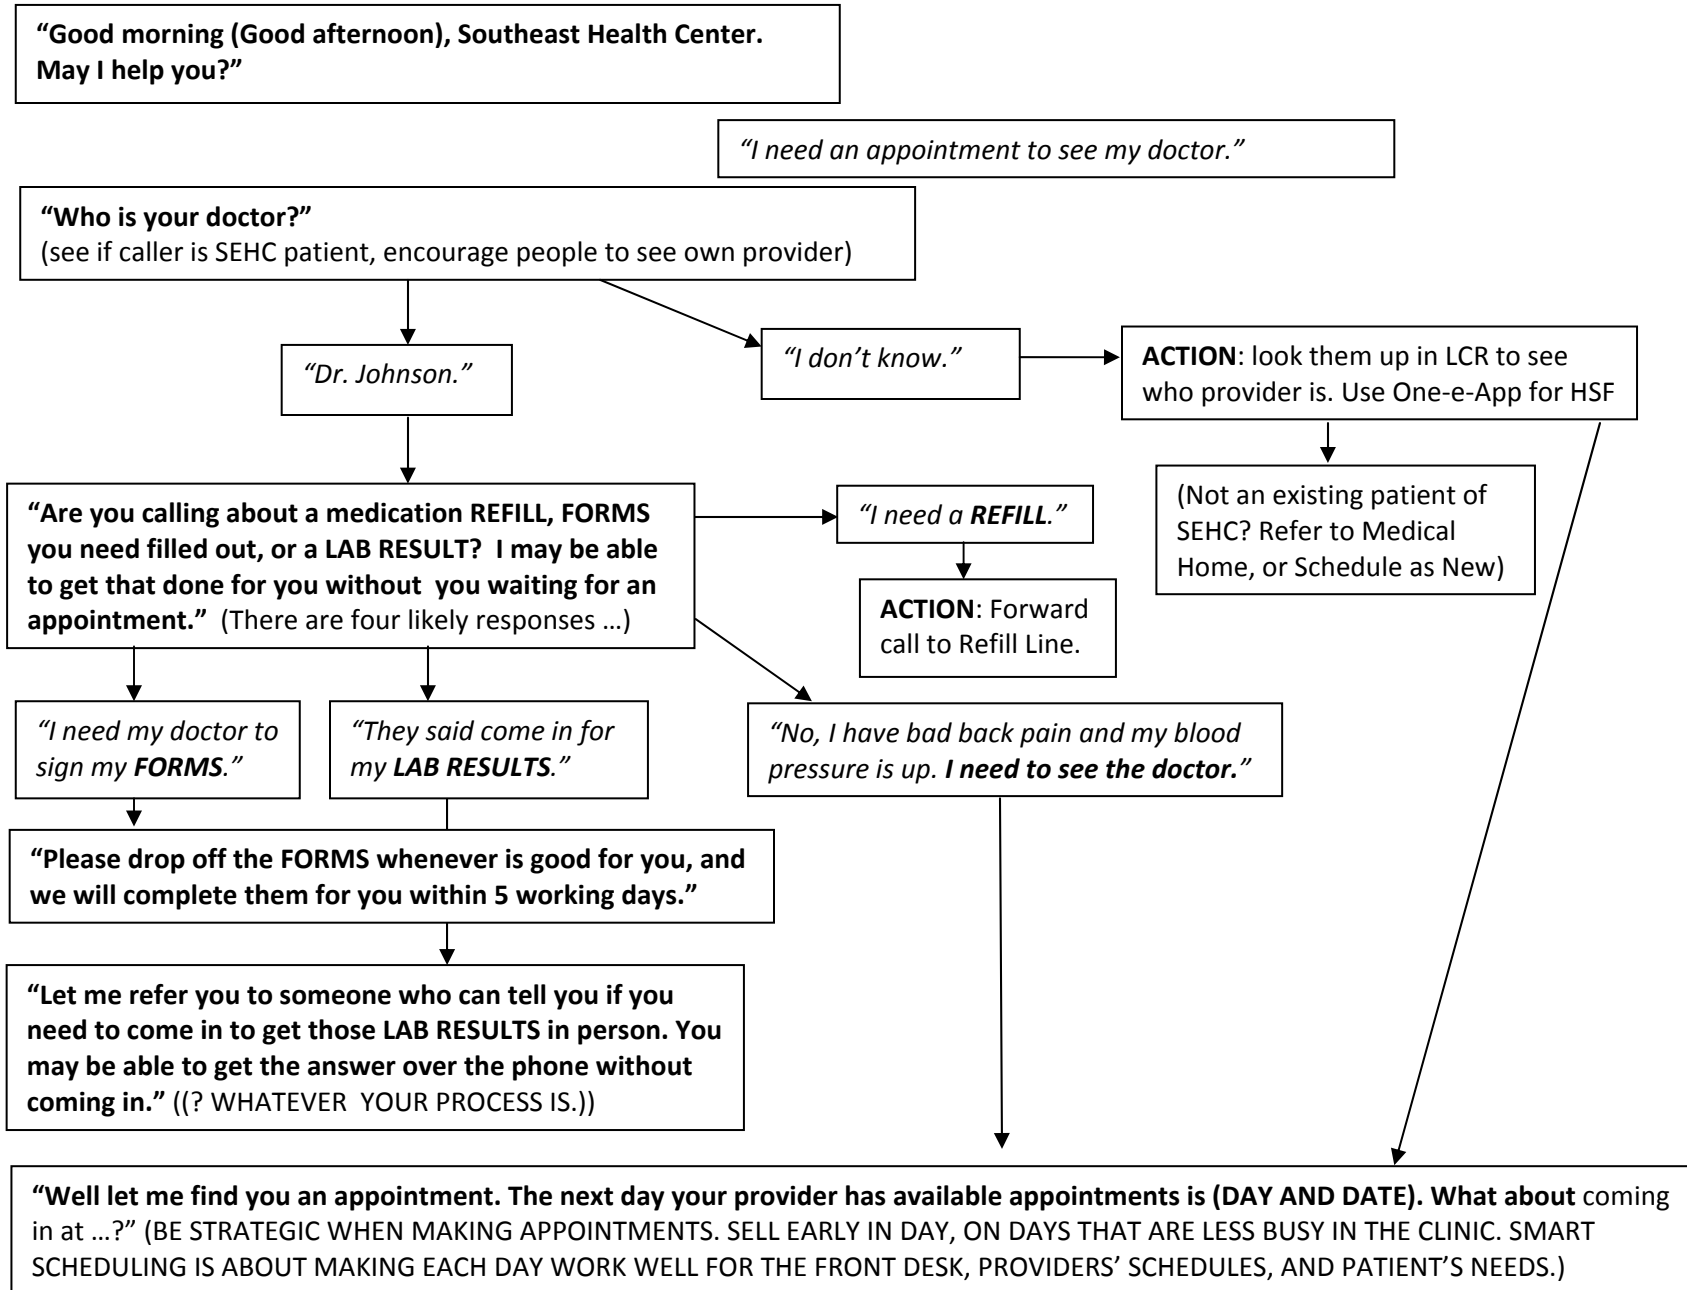 “Good morning (Good afternoon), Southeast Health Center.
May I help you?”
“I need an appointment to see my doctor.”
“Who is your doctor?”
(see if caller is SEHC patient, encourage people to see own provider)
“Dr. Johnson.”
“I don’t know.”
ACTION: look them up in LCR to see
who provider is. Use One-e-App for HSF
(Not an existing patient of
SEHC? Refer to Medical
Home, or Schedule as New)
“Are you calling about a medication REFILL, FORMS
you need filled out, or a LAB RESULT?  I may be able
to get that done for you without  you waiting for an
appointment.”  (There are four likely responses …)
“I need a REFILL.”
ACTION: Forward
call to Refill Line.
“I need my doctor to
sign my FORMS.”
“They said come in for
my LAB RESULTS.”
“No, I have bad back pain and my blood
pressure is up. I need to see the doctor.”
“Please drop off the FORMS whenever is good for you, and
we will complete them for you within 5 working days.”
“Let me refer you to someone who can tell you if you
need to come in to get those LAB RESULTS in person. You
may be able to get the answer over the phone without
coming in.” ((? WHATEVER  YOUR PROCESS IS.))
“Well let me find you an appointment. The next day your provider has available appointments is (DAY AND DATE). What about coming
in at …?” (BE STRATEGIC WHEN MAKING APPOINTMENTS. SELL EARLY IN DAY, ON DAYS THAT ARE LESS BUSY IN THE CLINIC. SMART
SCHEDULING IS ABOUT MAKING EACH DAY WORK WELL FOR THE FRONT DESK, PROVIDERS’ SCHEDULES, AND PATIENT’S NEEDS.)